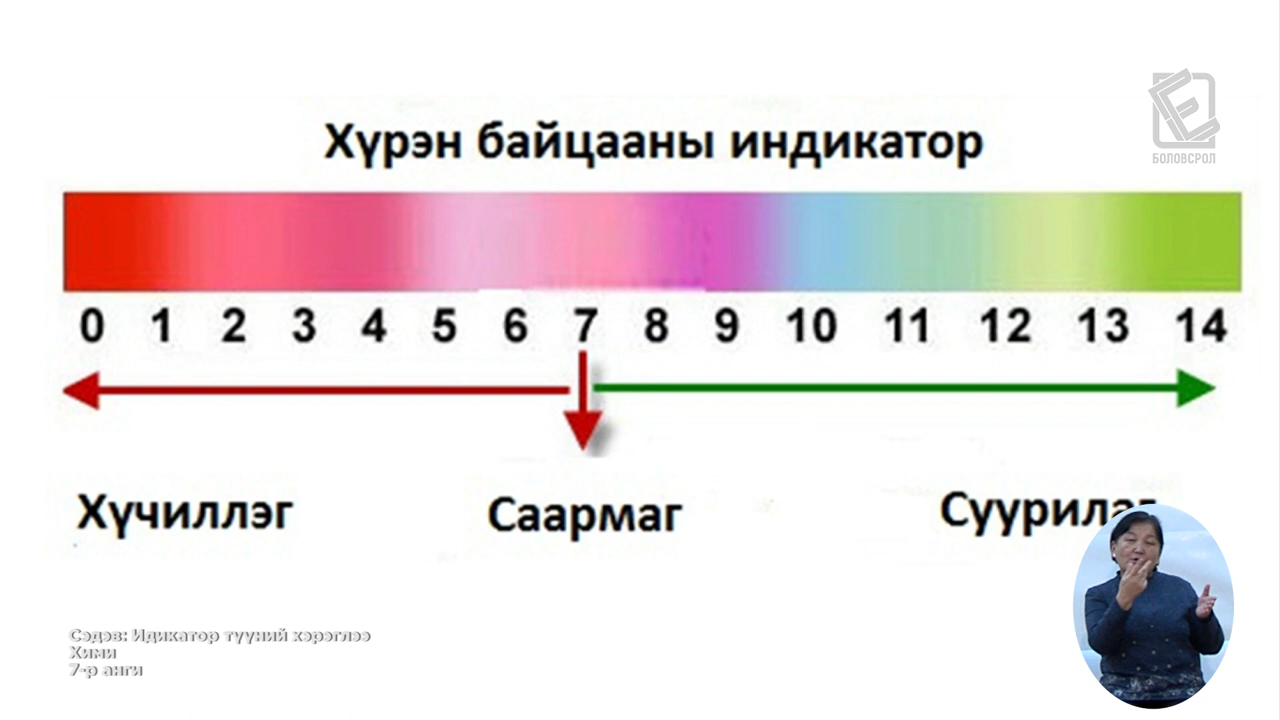 Хүрэн байцааны индикатор
БОЛОВСРОЛ
0 1 2 3 4 5 6 7 8 9 10 11 12 13 14
Хүчиллэг Саармаг Суурилаг
Сэдэв: Идикатор түүний хэрэглээ
Хими
7-р анги